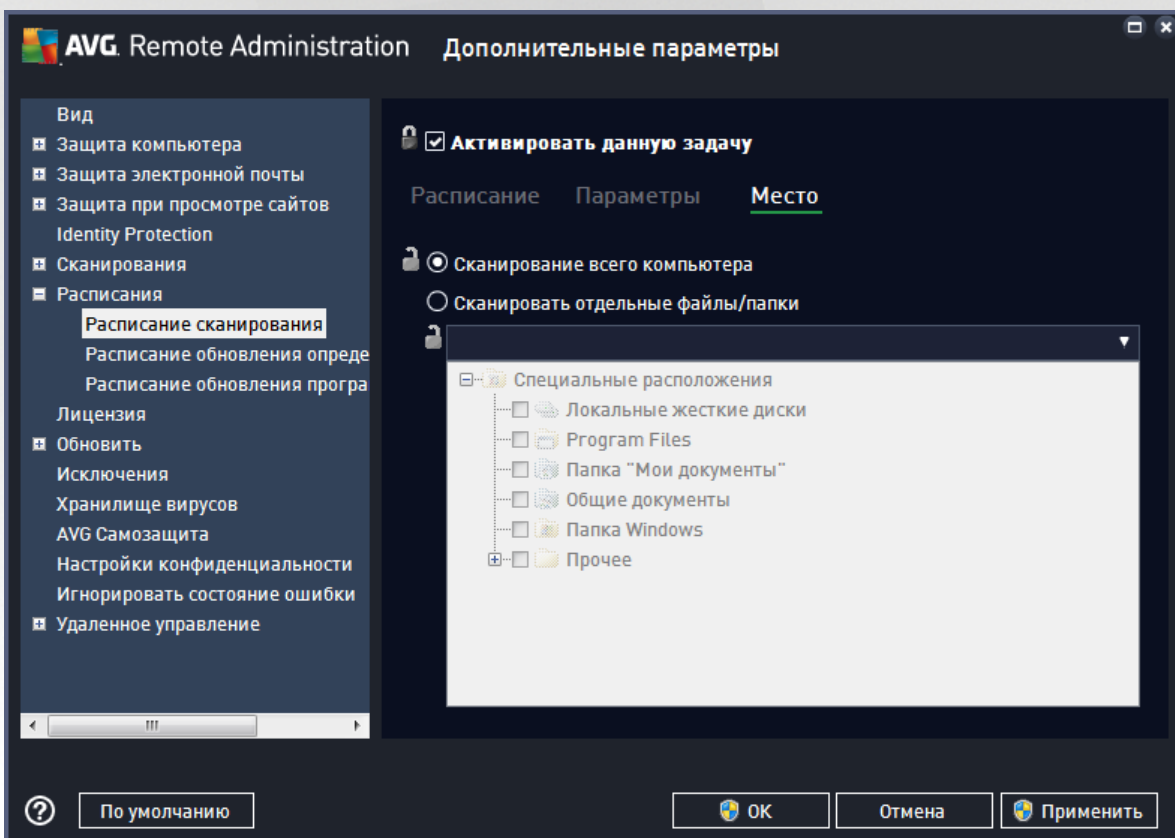 AVG. Remote Administration
Дополнительные параметры
Вид
Защита компьютера
Защита электронной почты
Защита при просмотре сайтов
Identity Protection
Сканирования
Расписания
Расписание сканирования
Расписание обновления опреде
Расписание обновления програ
Лицензия
Обновить
Исключения
Хранилище вирусов
AVG Самозащита
Настройки конфиденциальности
Игнорировать состояние ошибки
Удаленное управление
Активировать данную задачу
Расписание Параметры Место
Сканирование всего компьютера
Сканировать отдельные файлы/папки
Специальные расположения
Локальные жесткие диски
Program Files
Папка "Мои документы"
Общие документы
Папка Windows
Прочее
По умолчанию
ОК
Отмена
Применить